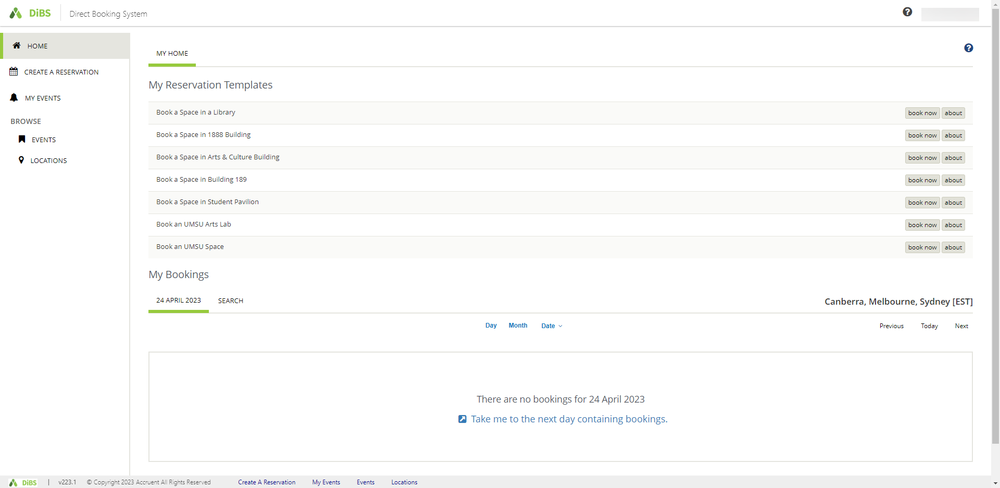 DiBS
Direct Booking System
HOME
CREATE A RESERVATION
MY EVENTS
BROWSE
EVENTS
LOCATIONS
MY HOME
My Reservation Templates
Book a Space in a Library book now about
Book a Space in 1888 Building book now about
Book a Space in Arts & Culture Building book now about
Book a Space in Building 189 book now about
Book a Space in Student Pavilion book now about
Book an UMSU Arts Lab book now about
Book an UMSU Space book now about
My Bookings
24 APRIL 2023 SEARCH Canberra, Melbourne, Sydney [EST]
Day Month Date Previous Today Next
There are no bookings for 24 April 2023
Take me to the next day containing bookings.
DiBS | v223.1 © Copyright 2023 Accruent All Rights Reserved Create A Reservation My Events Events Locations